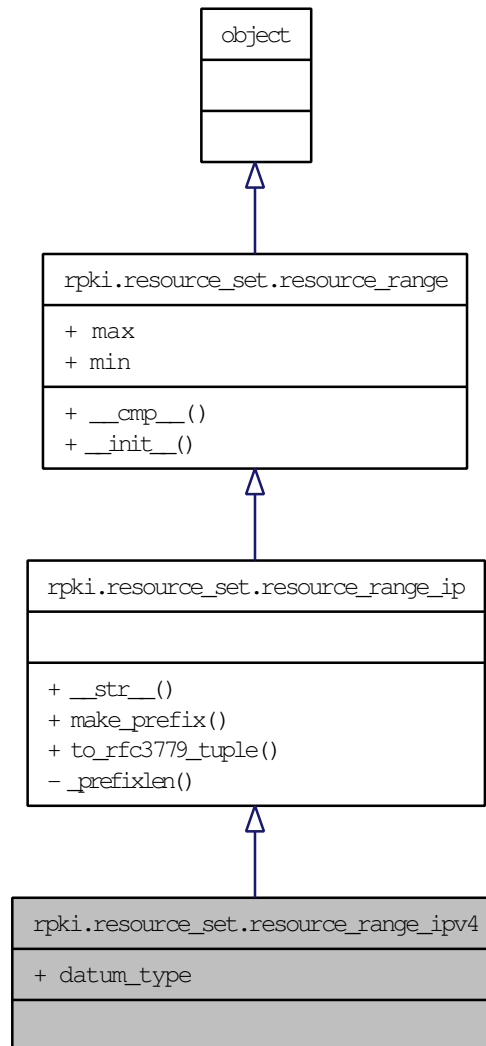 object
rpki.resource_set.resource_range
+ max
+ min
+ __cmp__()
+ __init__()
rpki.resource_set.resource_range_ip
+ __str__()
+ make_prefix()
+ to_rfc3779_tuple()
- _prefixlen()
rpki.resource_set.resource_range_ipv4
+ datum_type